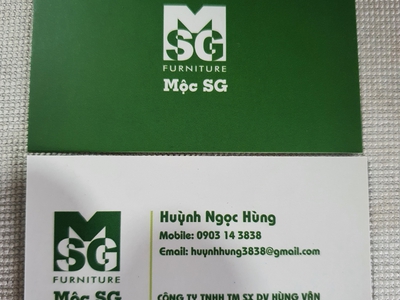 MSG
FURNITURE
Mộc SG
MSG
FURNITURE
Mộc SG
Huỳnh Ngọc Hùng
Mobile: 0903 14 3838
Email: huynhhung3838@gmail.com
CÔNG TY TNHH TM SX DV HÙNG VÂN